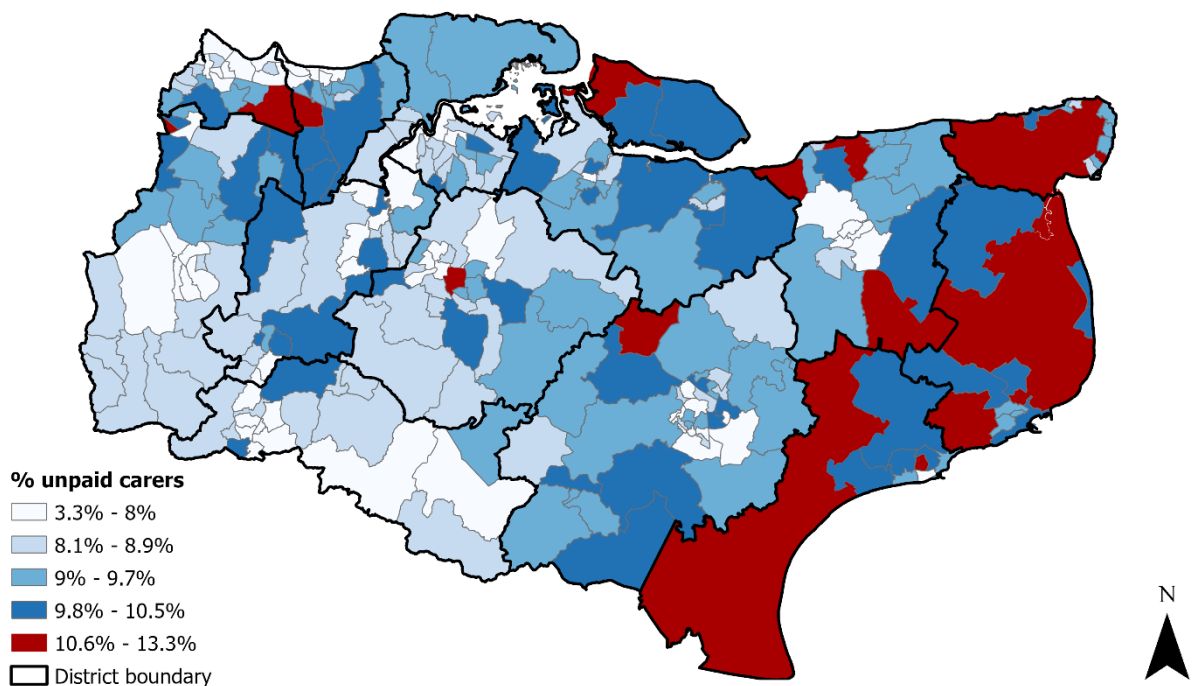 % unpaid carers
3.3% - 8%
8.1% - 8.9%
9% - 9.7%
9.8% - 10.5%
10.6% - 13.3%
District boundary
N